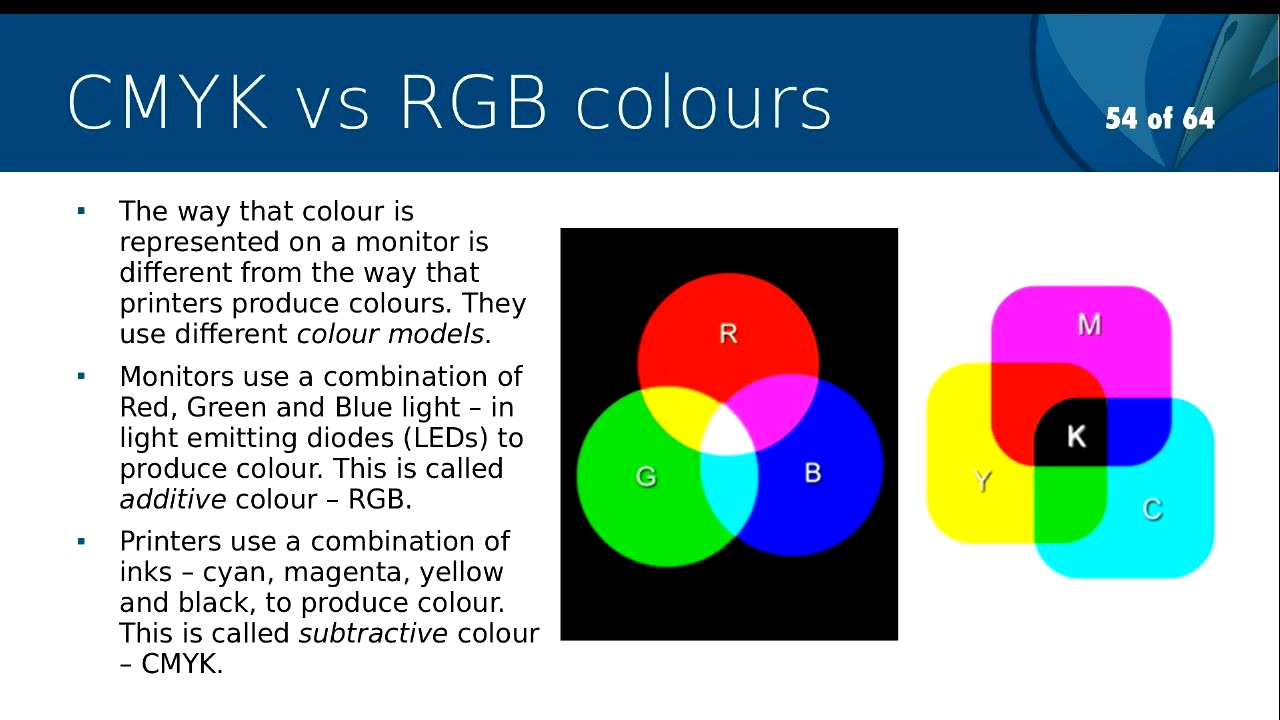 CMYK vs RGB colours
54 of 64
▪ The way that colour is
represented on a monitor is
different from the way that
printers produce colours. They
use different colour models.
▪ Monitors use a combination of
Red, Green and Blue light – in
light emitting diodes (LEDs) to
produce colour. This is called
additive colour – RGB.
▪ Printers use a combination of
inks – cyan, magenta, yellow
and black, to produce colour.
This is called subtractive colour
– CMYK.
R
G
B
M
K
Y
C